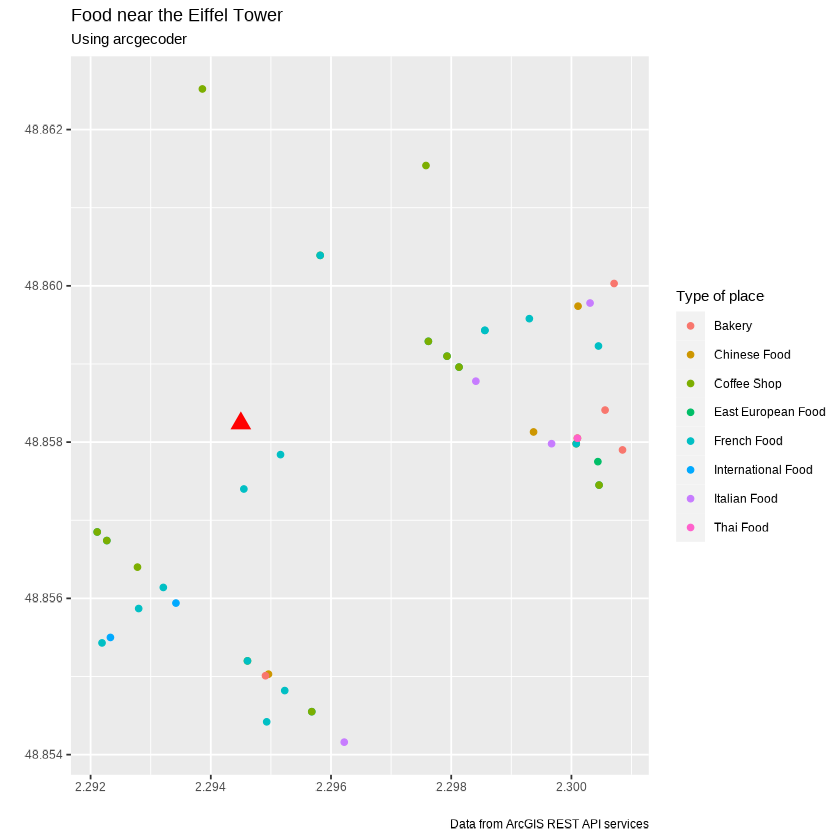 Food near the Eiffel Tower
Using arcgecoder
48.862
48.860
48.858
48.856
48.854
2.292
2.294
2.296
2.298
2.300
Type of place
Bakery
Chinese Food
Coffee Shop
East European Food
French Food
International Food
Italian Food
Thai Food
Data from ArcGIS REST API services